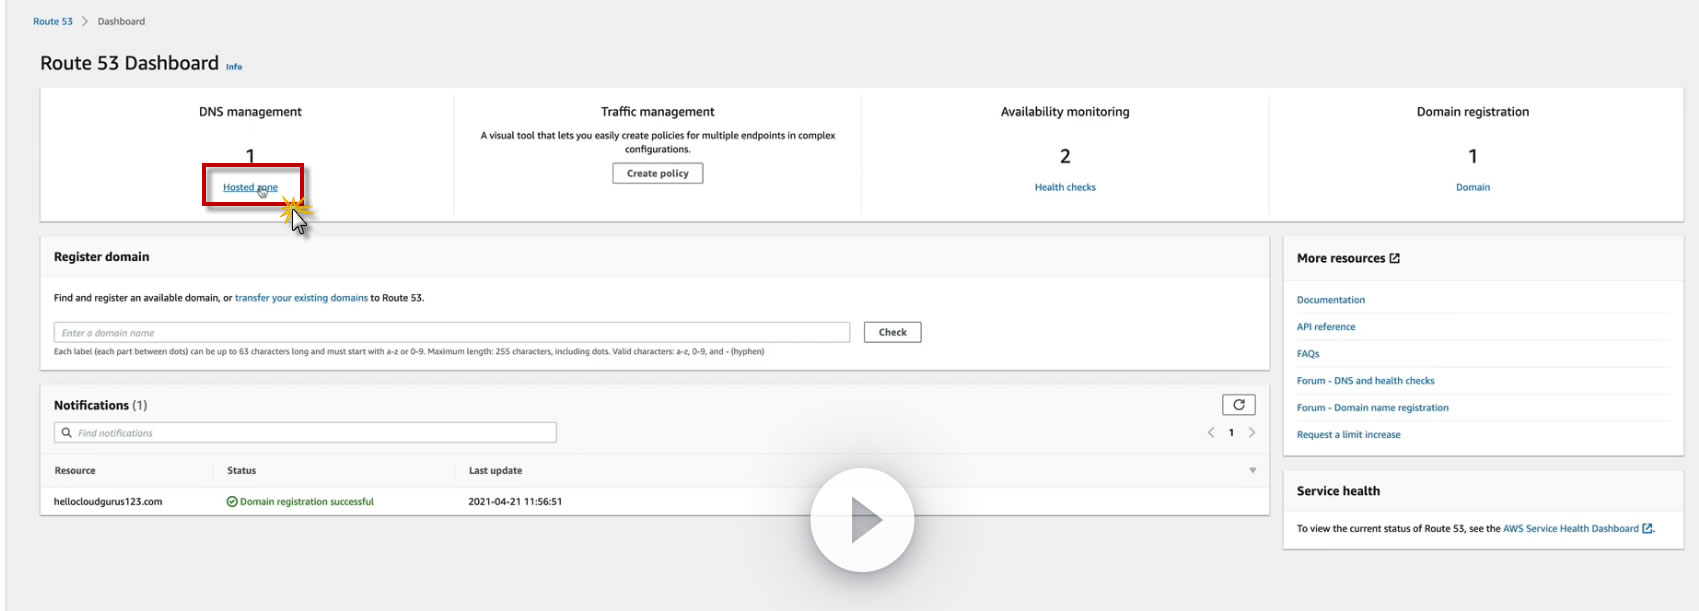 Route 53 > Dashboard
Route 53 Dashboard Info
DNS management
1
Hosted zone
Traffic management
A visual tool that lets you easily create policies for multiple endpoints in complex
configurations.
Create policy
Availability monitoring
2
Health checks
Domain registration
1
Domain
Register domain
Find and register an available domain, or transfer your existing domains to Route 53.
Enter a domain name
Check
Each label (each part between dots) can be up to 63 characters long and must start with a-z or 0-9. Maximum length: 255 characters, including dots. Valid characters: a-z, 0-9, and - (hyphen)
Notifications (1)
Find notifications
< 1 >
Resource Status Last update
hellocloudgurus123.com Domain registration successful 2021-04-21 11:56:51
More resources
Documentation
API reference
FAQs
Forum - DNS and health checks
Forum - Domain name registration
Request a limit increase
Service health
To view the current status of Route 53, see the AWS Service Health Dashboard.